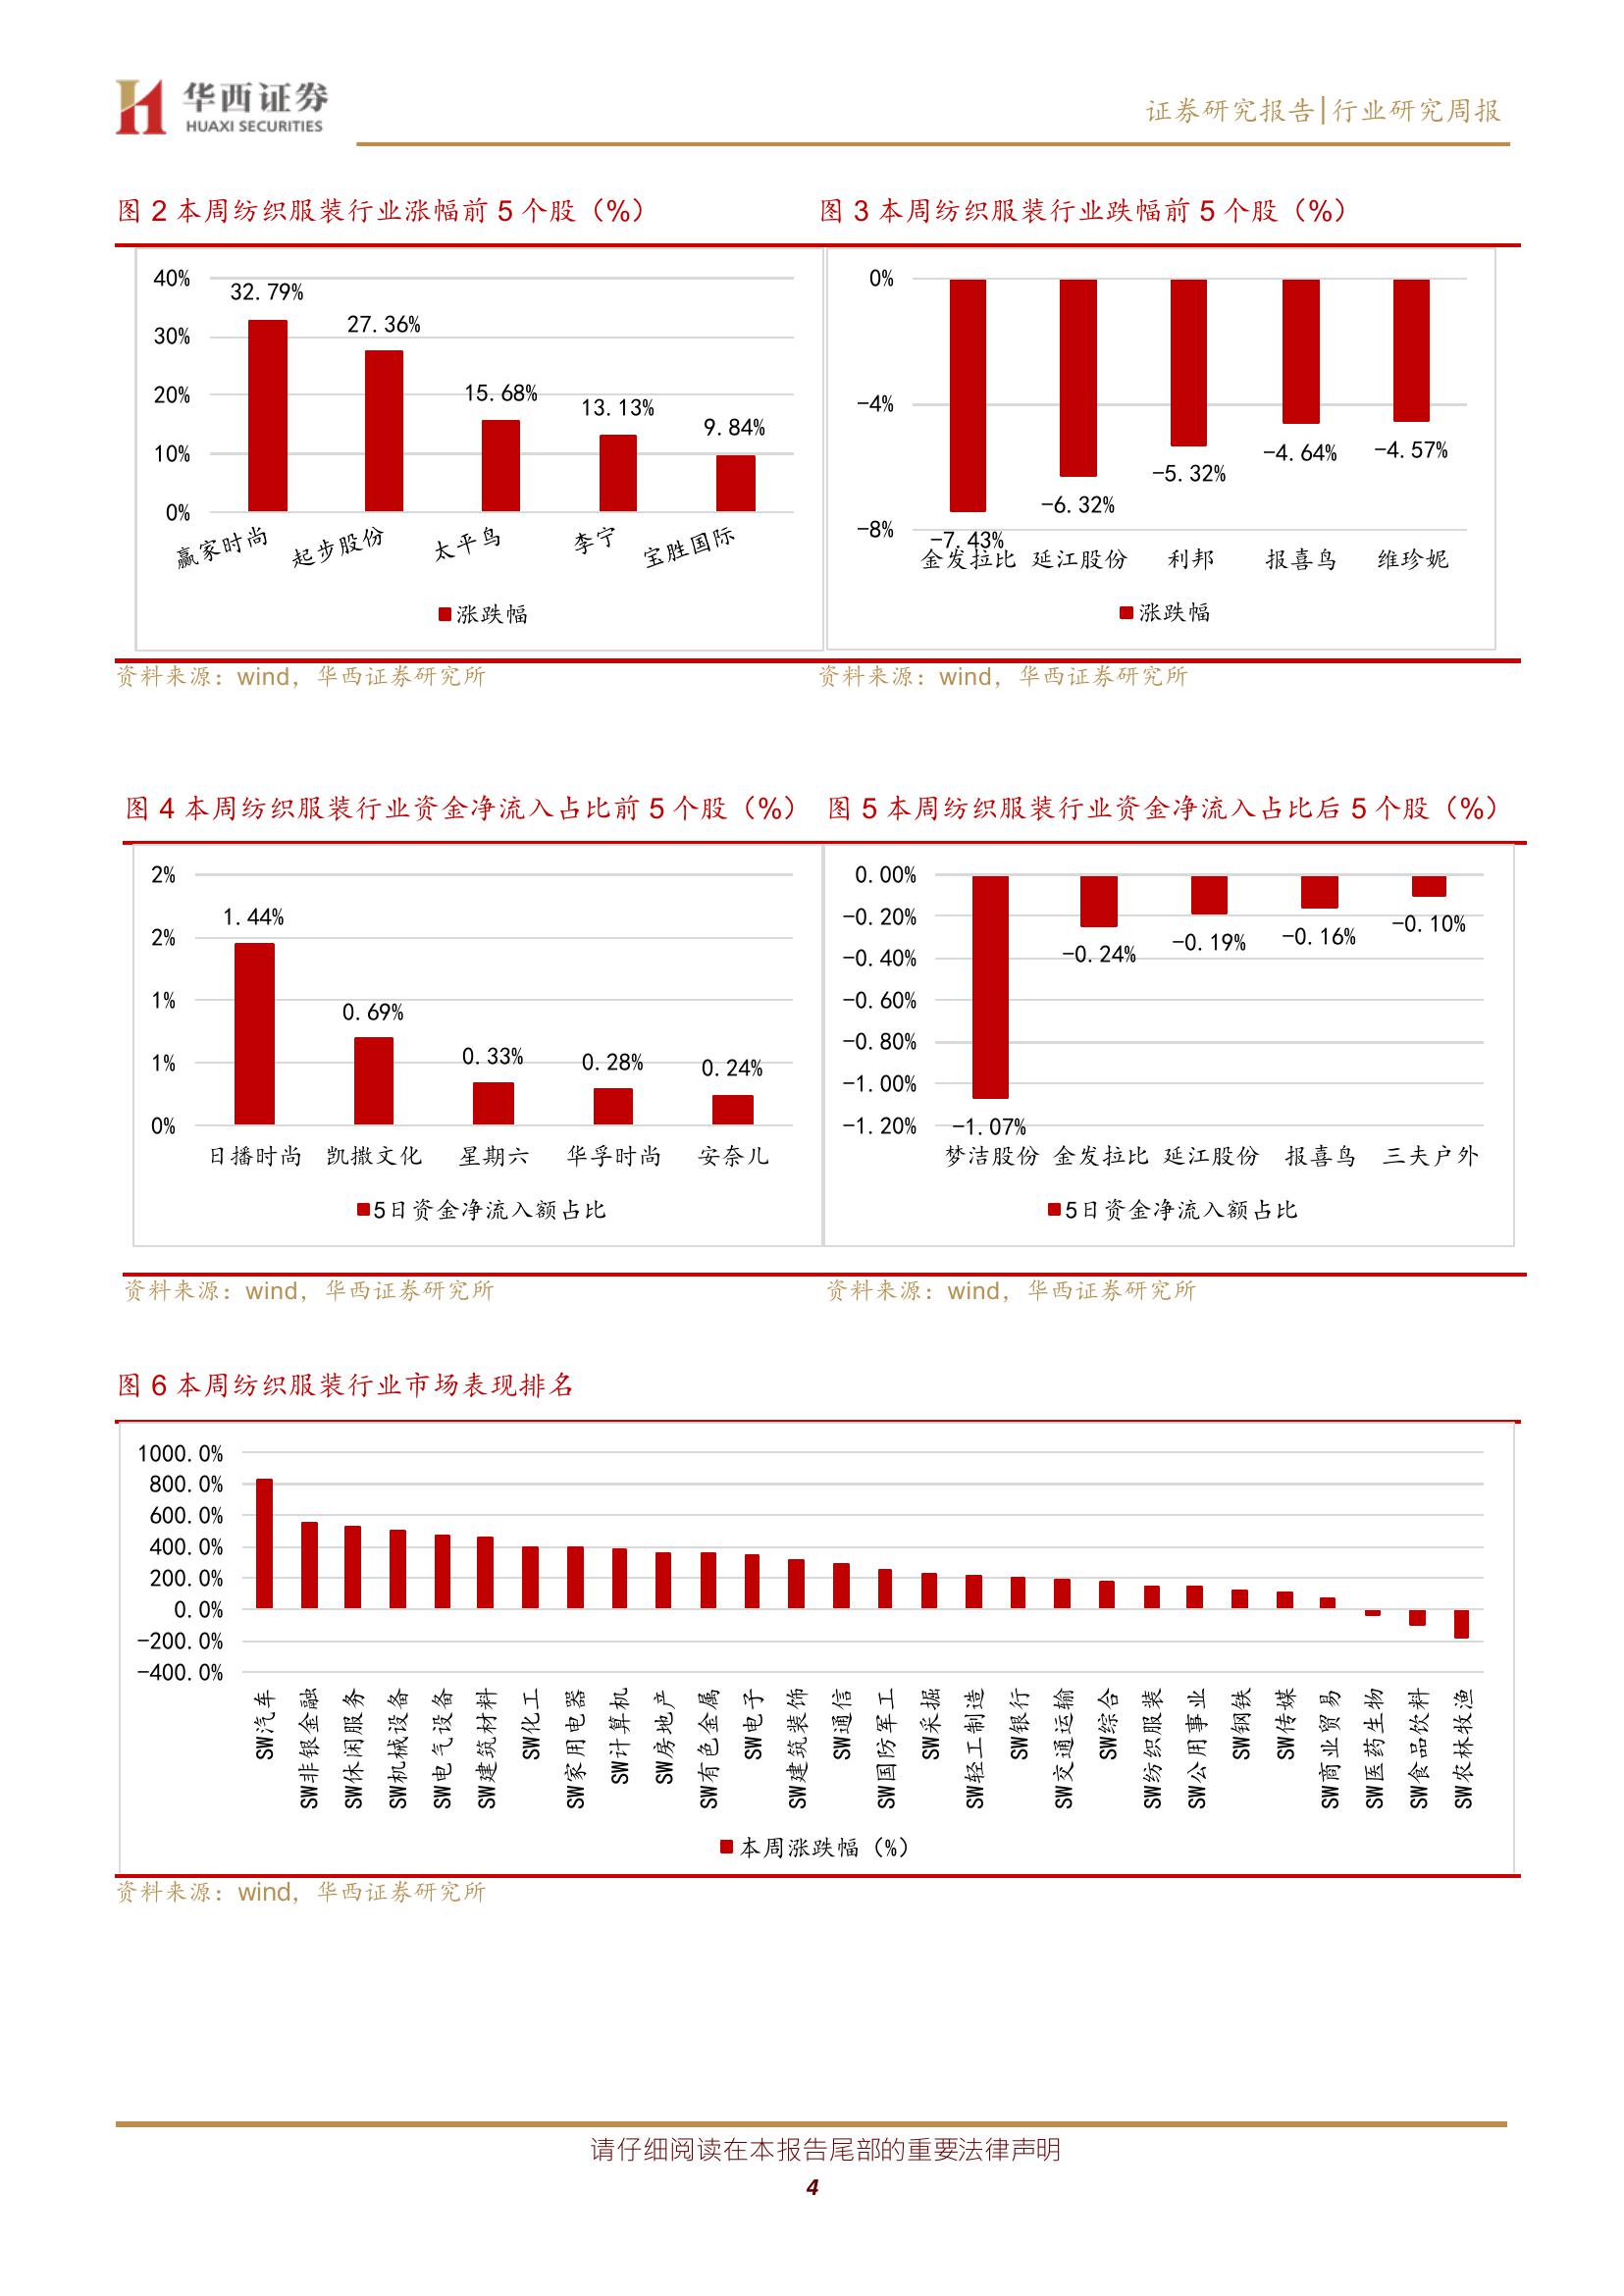 华西证券
HUAXI SECURITIES
证券研究报告|行业研究周报
图 2 本周纺织服装行业涨幅前 5 个股（%）
40%
30%
20%
10%
0%
32.79%
27.36%
15.68%
13.13%
9.84%
赢家时尚
起步股份
太平鸟
李宁
宝胜国际
涨跌幅
资料来源：wind，华西证券研究所
图 3 本周纺织服装行业跌幅前 5 个股（%）
0%
-4%
-8%
-7.43%
-6.32%
-5.32%
-4.64%
-4.57%
金发拉比 延江股份 利邦 报喜鸟 维珍妮
涨跌幅
资料来源：wind，华西证券研究所
图 4 本周纺织服装行业资金净流入占比前 5 个股（%）
2%
2%
1%
1%
0%
1.44%
0.69%
0.33%
0.28%
0.24%
日播时尚 凯撒文化 星期六 华孚时尚 安奈儿
5日资金净流入额占比
资料来源：wind，华西证券研究所
图 5 本周纺织服装行业资金净流入占比后 5 个股（%）
0.00%
-0.20%
-0.40%
-0.60%
-0.80%
-1.00%
-1.20%
-1.07%
-0.24%
-0.19%
-0.16%
-0.10%
梦洁股份 金发拉比 延江股份 报喜鸟 三夫户外
5日资金净流入额占比
资料来源：wind，华西证券研究所
图 6 本周纺织服装行业市场表现排名
1000.0%
800.0%
600.0%
400.0%
200.0%
0.0%
-200.0%
-400.0%
SW汽车
SW非银金融
SW休闲服务
SW机械设备
SW电气设备
SW建筑材料
SW化工
SW家用电器
SW计算机
SW房地产
SW有色金属
SW电子
SW建筑装饰
SW通信
SW国防军工
SW采掘
SW轻工制造
SW银行
SW交通运输
SW综合
SW纺织服装
SW公用事业
SW钢铁
SW传媒
SW商业贸易
SW医药生物
SW食品饮料
SW农林牧渔
本周涨跌幅（%）
资料来源：wind，华西证券研究所
请仔细阅读在本报告尾部的重要法律声明
4